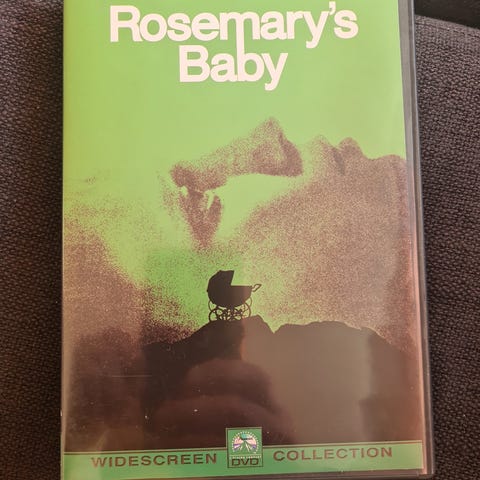 Rosemary's
Baby
WIDESCREEN DVD COLLECTION